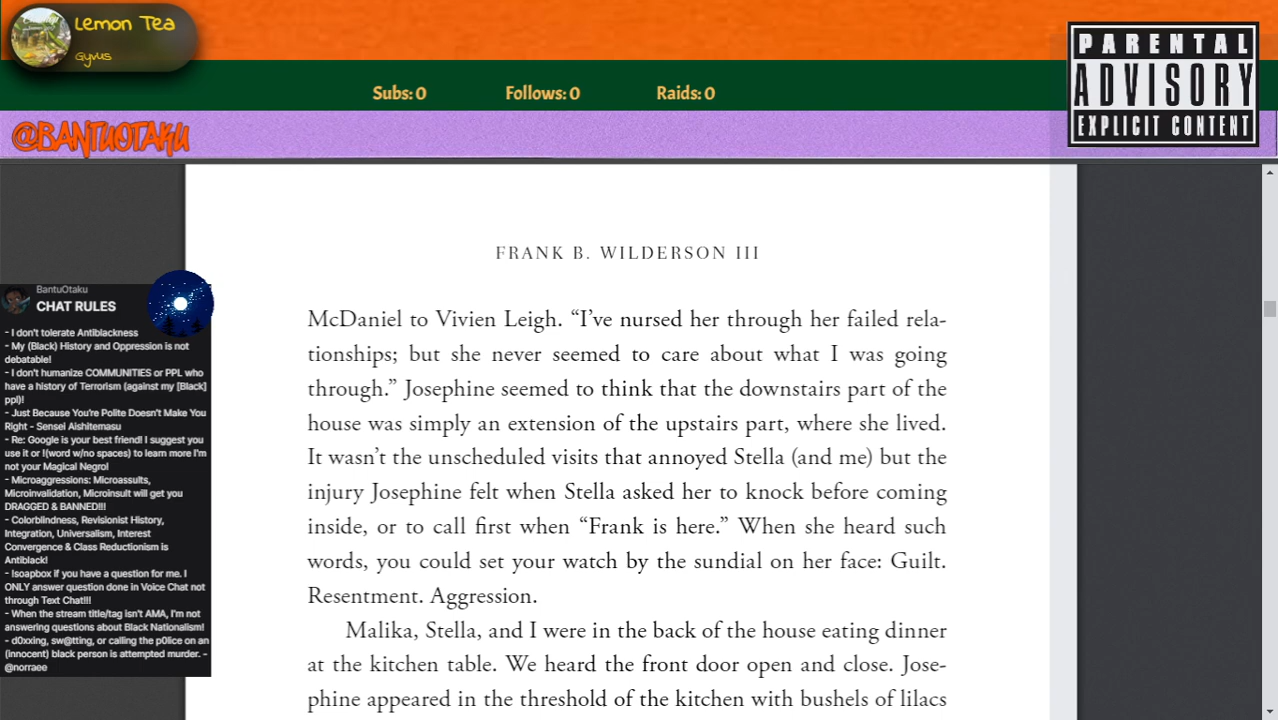 Lemon Tea
Gyvus
PARENTAL
ADVISORY
EXPLICIT CONTENT
Subs: 0
Follows: 0
Raids: 0
@BANTUOTAKU
BantuOtaku
CHAT RULES
- I don't tolerate Antiblackness
- My (Black) History and Oppression is not
debatable!
- I don't humanize COMMUNITIES or PPL who
have a history of Terrorism (against my [Black]
ppl)!
- Just Because You're Polite Doesn't Make You
Right - Sensei Aishitemasu
- Re: Google is your best friend! I suggest you
use it or !(word w/no spaces) to learn more I'm
not your Magical Negro!
- Microaggressions: Microassults,
Microinvalidation, Microinsult will get you
DRAGGED & BANNED!!!
- Colorblindness, Revisionist History,
Integration, Universalism, Interest
Convergence & Class Reductionism is
Antiblack!
- !soapbox if you have a question for me. I
ONLY answer question done in Voice Chat not
through Text Chat!!!
- When the stream title/tag isn't AMA, I'm not
answering questions about Black Nationalism!
- d0xxing, sw@tting, or calling the p0lice on an
(innocent) black person is attempted murder. -
@norraee
FRANK B. WILDERSON III
McDaniel to Vivien Leigh. “I’ve nursed her through her failed rela-
tionships; but she never seemed to care about what I was going
through.” Josephine seemed to think that the downstairs part of the
house was simply an extension of the upstairs part, where she lived.
It wasn’t the unscheduled visits that annoyed Stella (and me) but the
injury Josephine felt when Stella asked her to knock before coming
inside, or to call first when “Frank is here.” When she heard such
words, you could set your watch by the sundial on her face: Guilt.
Resentment. Aggression.
Malika, Stella, and I were in the back of the house eating dinner
at the kitchen table. We heard the front door open and close. Jose-
phine appeared in the threshold of the kitchen with bushels of lilacs